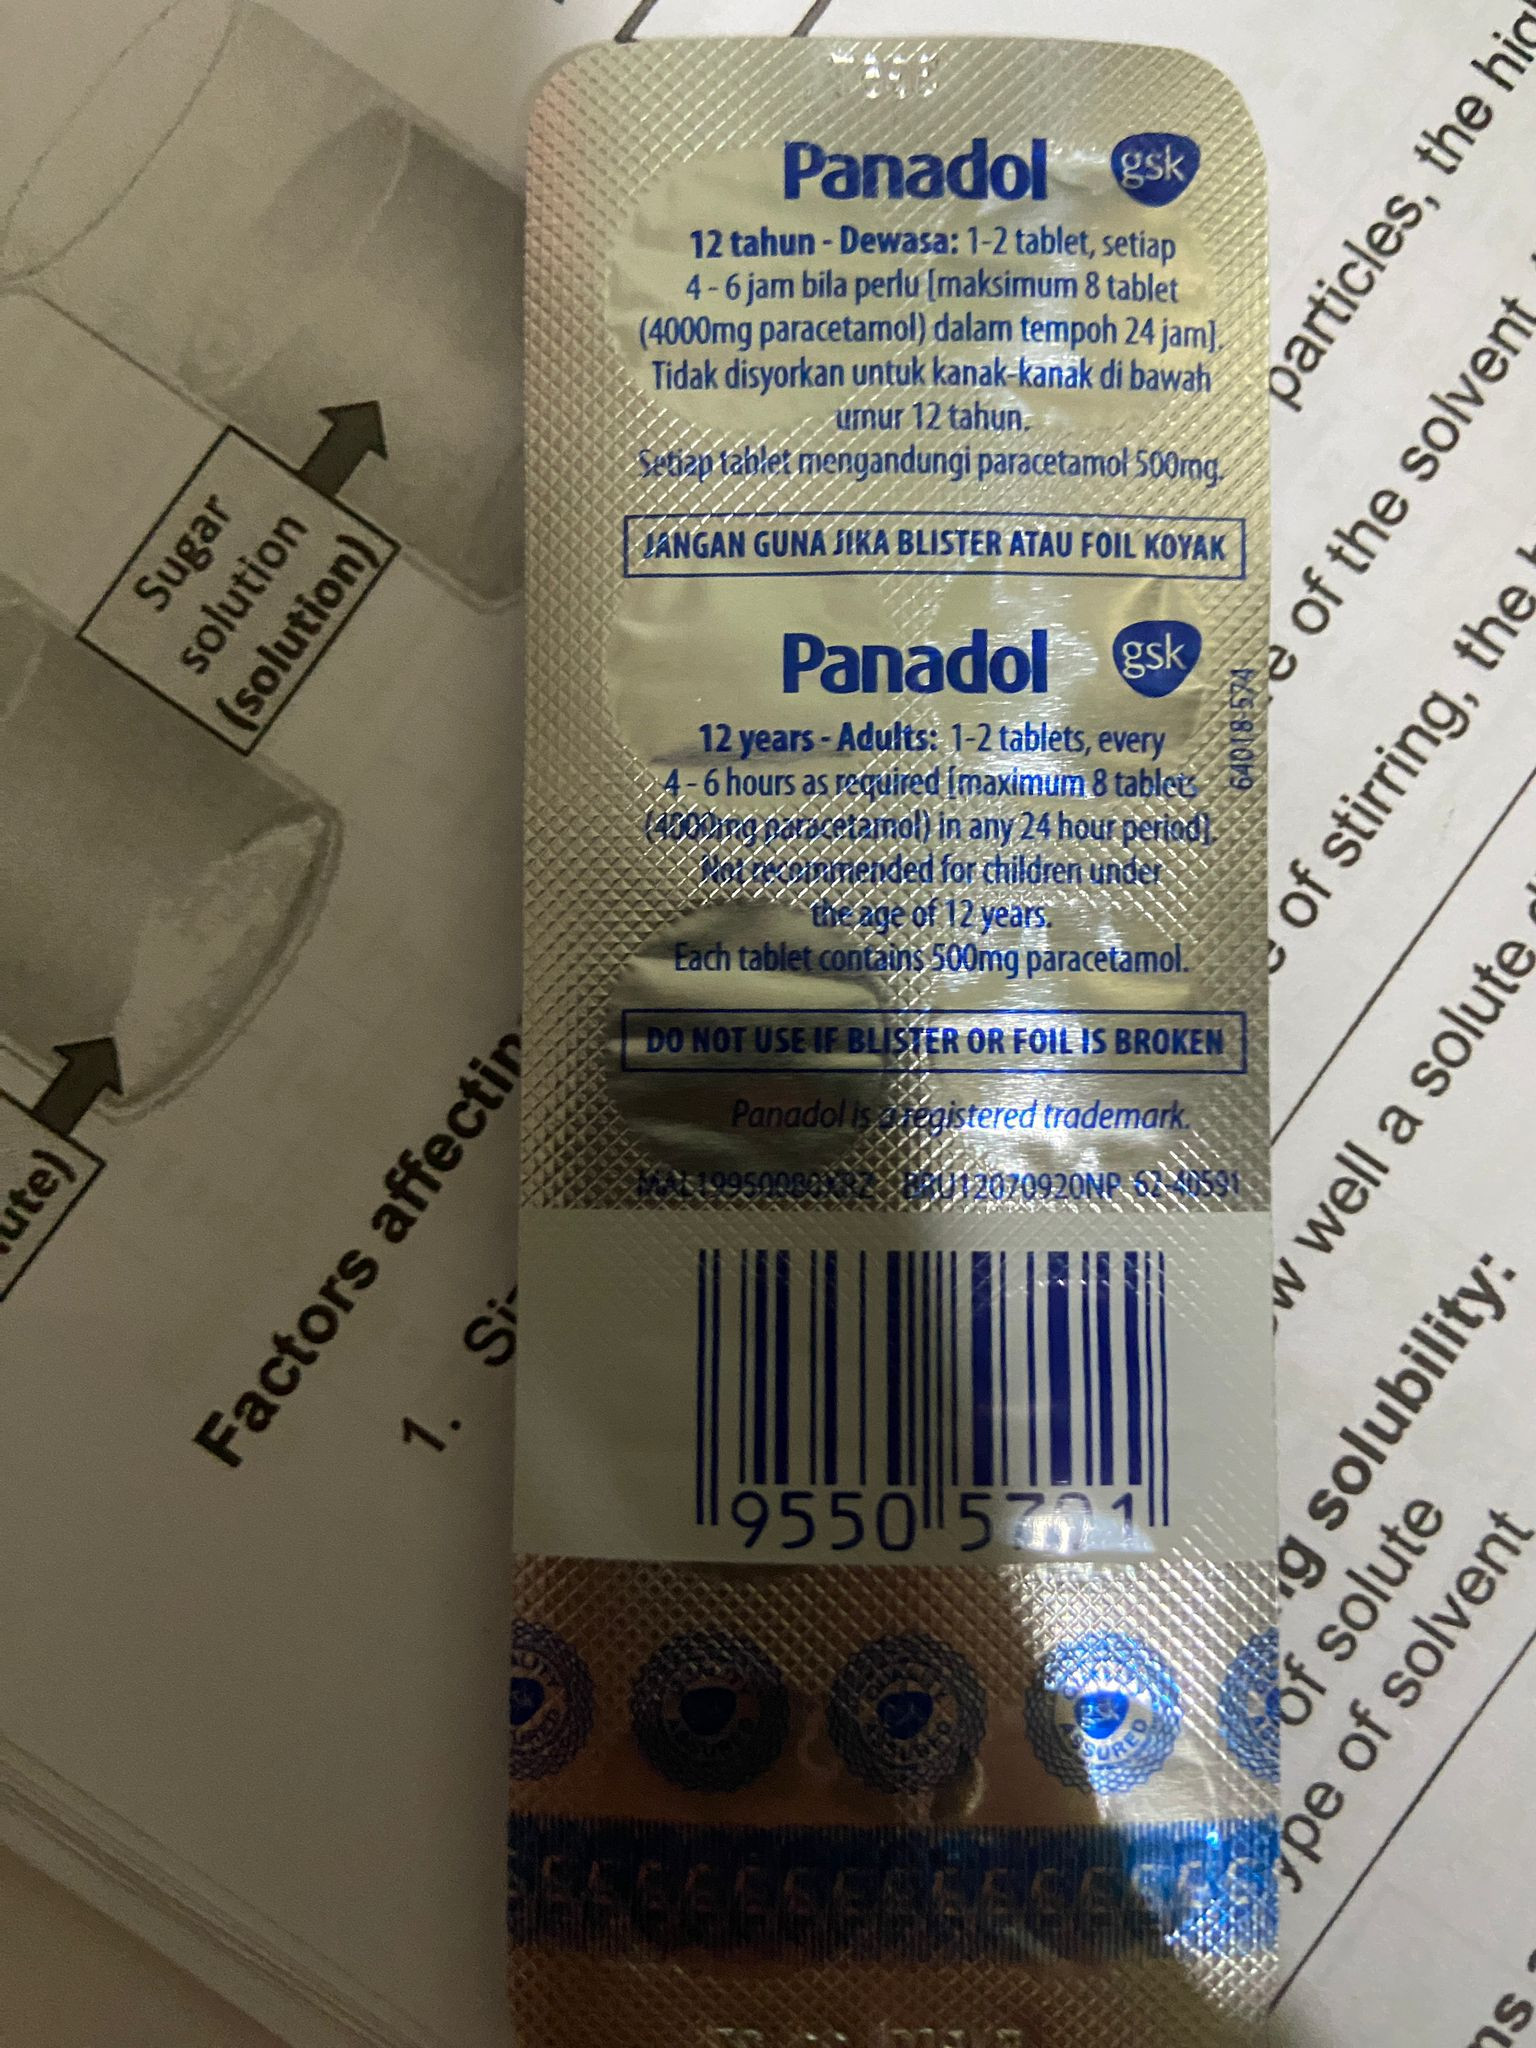 Panadol gsk
12 tahun - Dewasa: 1-2 tablet, setiap
4 - 6 jam bila perlu [maksimum 8 tablet
(4000mg paracetamol) dalam tempoh 24 jam].
Tidak disyorkan untuk kanak-kanak di bawah
umur 12 tahun.
Setiap tablet mengandungi paracetamol 500mg.
JANGAN GUNA JIKA BLISTER ATAU FOIL KOYAK
Panadol gsk
12 years - Adults: 1-2 tablets, every
4 - 6 hours as required [maximum 8 tablets
(4000mg paracetamol) in any 24 hour period].
Not recommended for children under
the age of 12 years.
Each tablet contains 500mg paracetamol.
64018-574
DO NOT USE IF BLISTER OR FOIL IS BROKEN
Panadol is a registered trademark.
BRU12070920NP 62-40591
9550
ASSURED
Sugar
solution
(solution)
Factors affectin
1.
particles, the hig
of the solvent
of stirring, the
well a solute
solubility:
of solute
of solvent